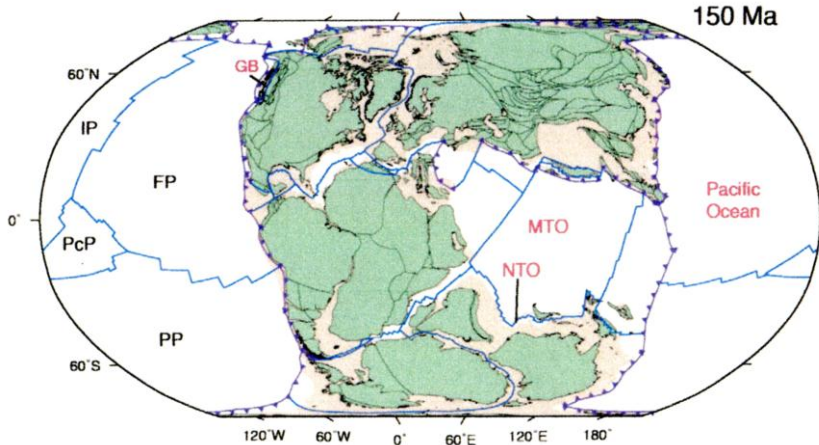 150 Ma
60°N
GB
IP
FP
Pacific
Ocean
0°
MTO
PcP
NTO
PP
60°S
120°W 60°W 0° 60°E 120°E 180°